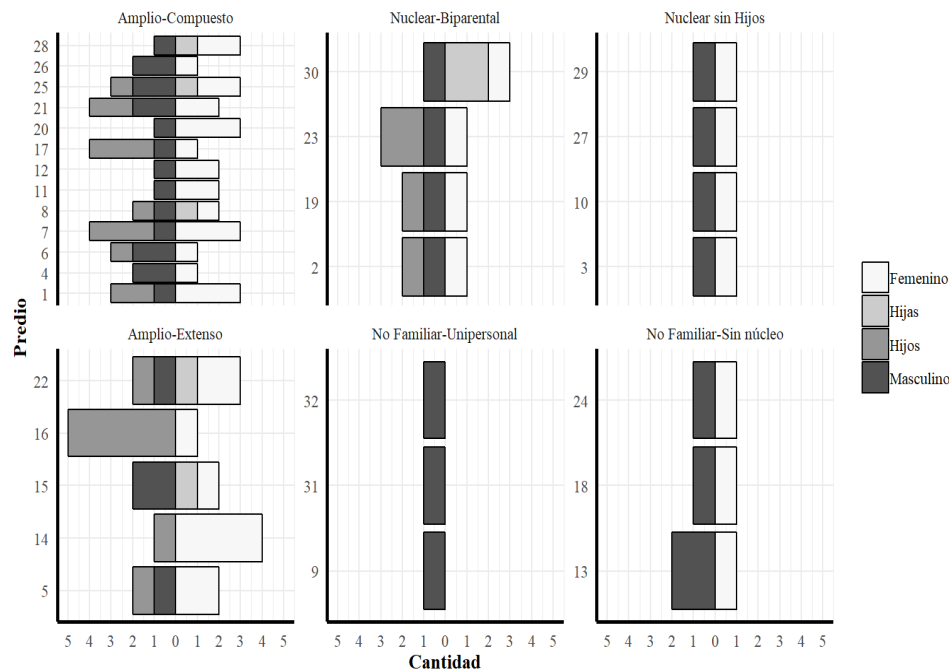 Amplio-Compuesto
Nuclear-Biparental
Nuclear sin Hijos
28
26
25
21
20
17
12
11
8
7
6
4
1
30
23
19
2
29
27
10
3
Predio
Femenino
Hijas
Hijos
Masculino
Amplio-Extenso
No Familiar-Unipersonal
No Familiar-Sin núcleo
22
16
15
14
5
32
31
9
24
18
13
5 4 3 2 1 0 1 2 3 4 5
5 4 3 2 1 0 1 2 3 4 5
5 4 3 2 1 0 1 2 3 4 5
Cantidad